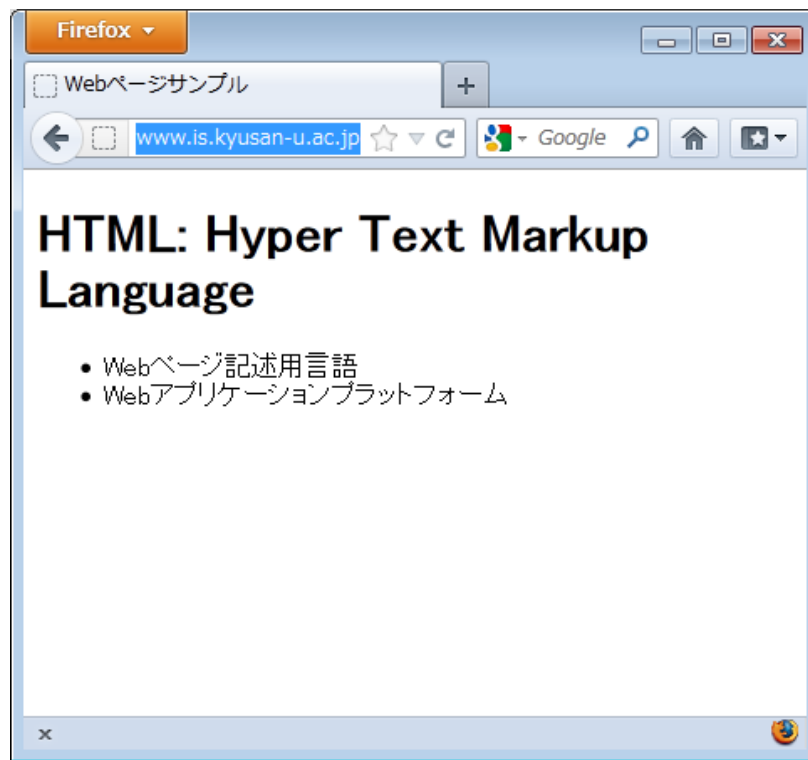 Firefox
Webページサンプル
www.is.kyusan-u.ac.jp
Google
HTML: Hyper Text Markup
Language
• Webページ記述用言語
• Webアプリケーションプラットフォーム